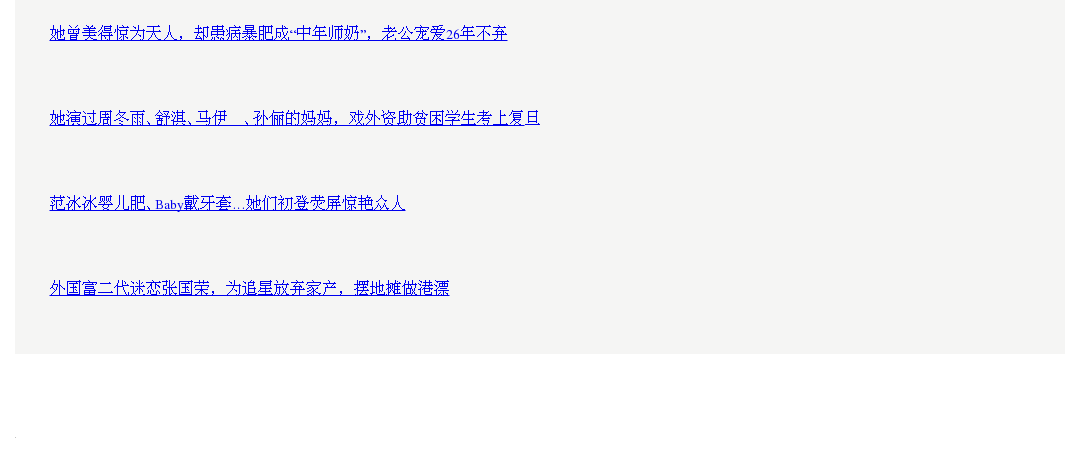 她曾美得惊为天人，却患病暴肥成“中年师奶”，老公宠爱26年不弃
她演过周冬雨、舒淇、马伊 、孙俪的妈妈，戏外资助贫困学生考上复旦
范冰冰婴儿肥、Baby戴牙套…她们初登荧屏惊艳众人
外国富二代迷恋张国荣，为追星放弃家产，摆地摊做港漂